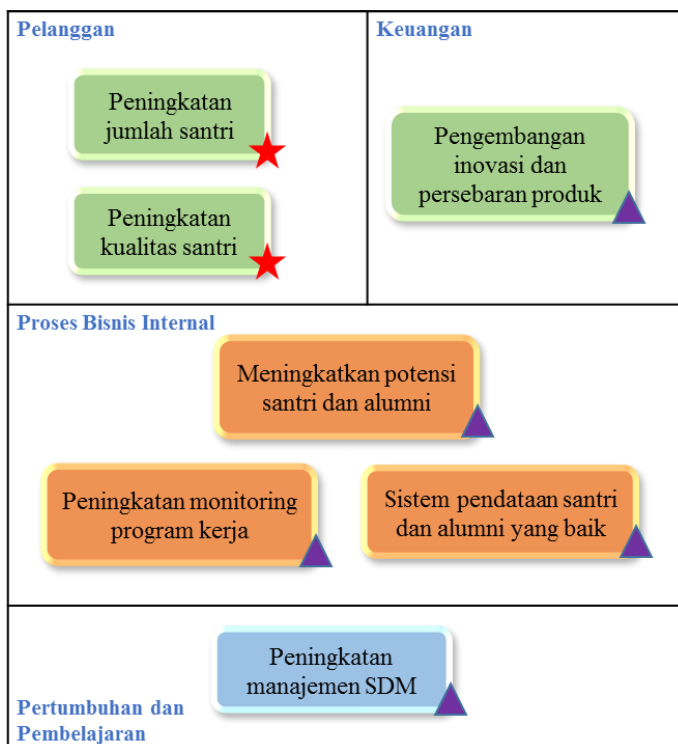 Pelanggan
Peningkatan
jumlah santri
Peningkatan
kualitas santri
Keuangan
Pengembangan
inovasi dan
persebaran produk
Proses Bisnis Internal
Meningkatkan potensi
santri dan alumni
Peningkatan monitoring
program kerja
Sistem pendataan santri
dan alumni yang baik
Peningkatan
manajemen SDM
Pertumbuhan dan
Pembelajaran